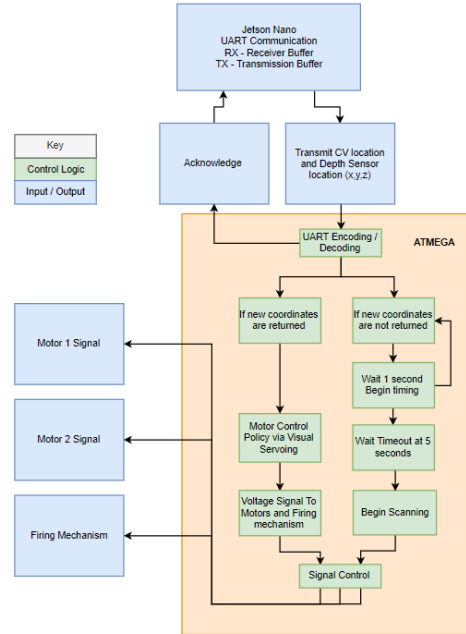 Jetson Nano
UART Communication
RX - Receiver Buffer
TX - Transmission Buffer
Key
Control Logic
Input / Output
Acknowledge
Transmit CV location
and Depth Sensor
location (x,y,z)
UART Encoding /
Decoding
ATMEGA
If new coordinates
are returned
If new coordinates
are not returned
Motor 1 Signal
Wait 1 second
Begin timing
Motor 2 Signal
Motor Control
Policy via Visual
Servoing
Wait Timeout at 5
seconds
Voltage Signal To
Motors and Firing
mechanism
Begin Scanning
Firing Mechanism
Signal Control